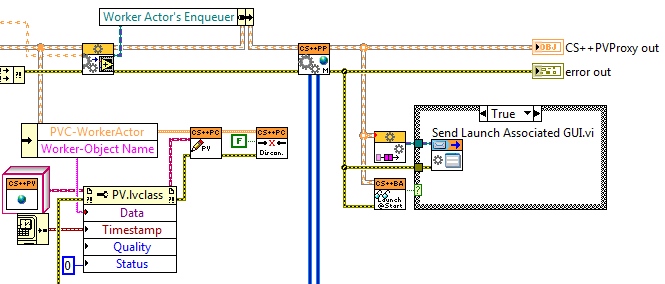 Worker Actor's Enqueuer
CS++PP
M
OBJ
CS++PVProxy out
error out
True
Send Launch Associated GUI.vi
PVC-WorkerActor
Worker-Object Name
CS++PC
PV
F
CS++PC
Discon.
CS++PV
PV.lvclass
Data
Timestamp
Quality
Status
0
CS++BA
Launch
@Start
?